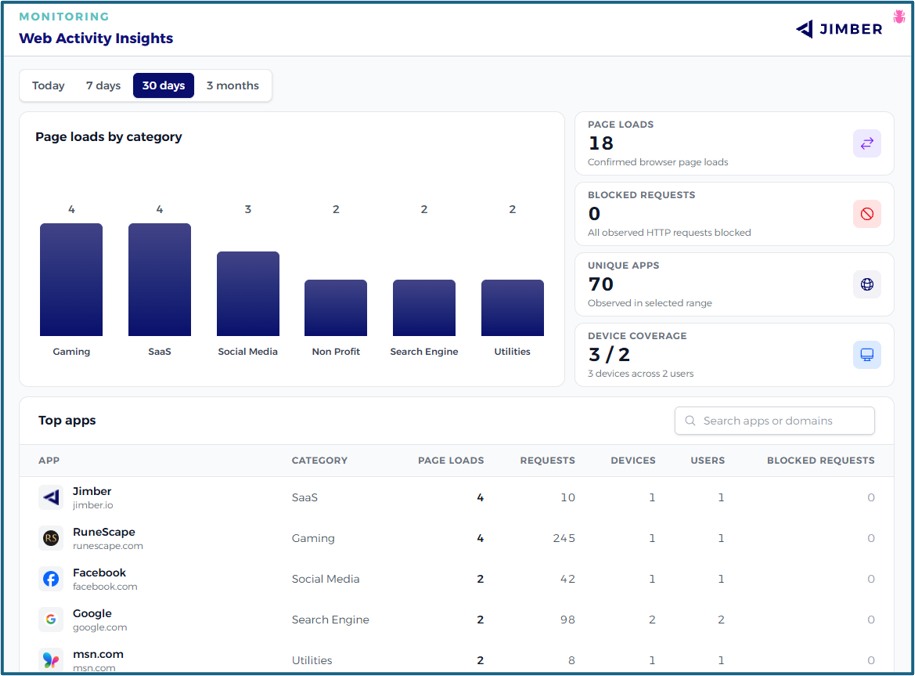 MONITORING
Web Activity Insights
JIMBER
Today 7 days 30 days 3 months
Page loads by category
4 4 3 2 2 2
Gaming SaaS Social Media Non Profit Search Engine Utilities
PAGE LOADS
18
Confirmed browser page loads
BLOCKED REQUESTS
0
All observed HTTP requests blocked
UNIQUE APPS
70
Observed in selected range
DEVICE COVERAGE
3 / 2
3 devices across 2 users
Top apps
Search apps or domains
APP CATEGORY PAGE LOADS REQUESTS DEVICES USERS BLOCKED REQUESTS
Jimber SaaS 4 10 1 1 0
jimber.io
RS RuneScape Gaming 4 245 1 1 0
runescape.com
Facebook Social Media 2 42 1 1 0
facebook.com
Google Search Engine 2 98 2 2 0
google.com
msn.com Utilities 2 8 1 1 0
msn.com